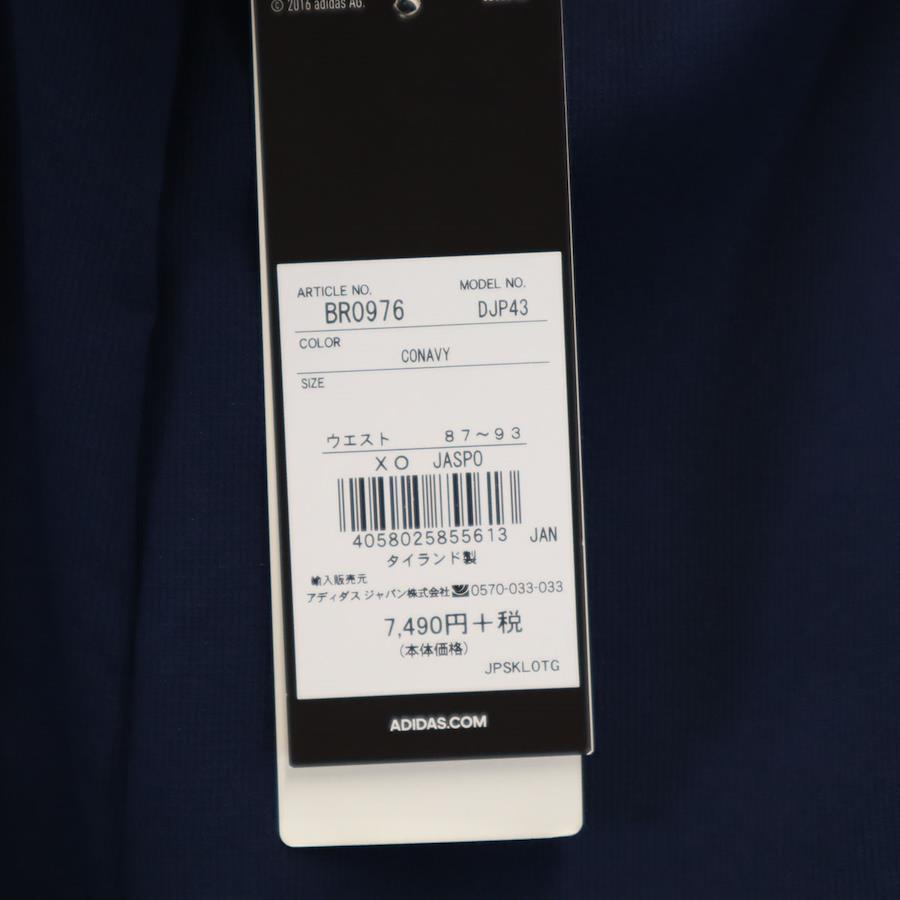 © 2016 adidas AG.
ARTICLE NO. MODEL NO.
BR0976 DJP43
COLOR
CONAVY
SIZE
ウエスト 87〜93
XO JASPO
4058025855613 JAN
タイランド製
輸入販売元
アディダス ジャパン株式会社 0570-033-033
7,490円+税
(本体価格)
JPSKLOTG
ADIDAS.COM